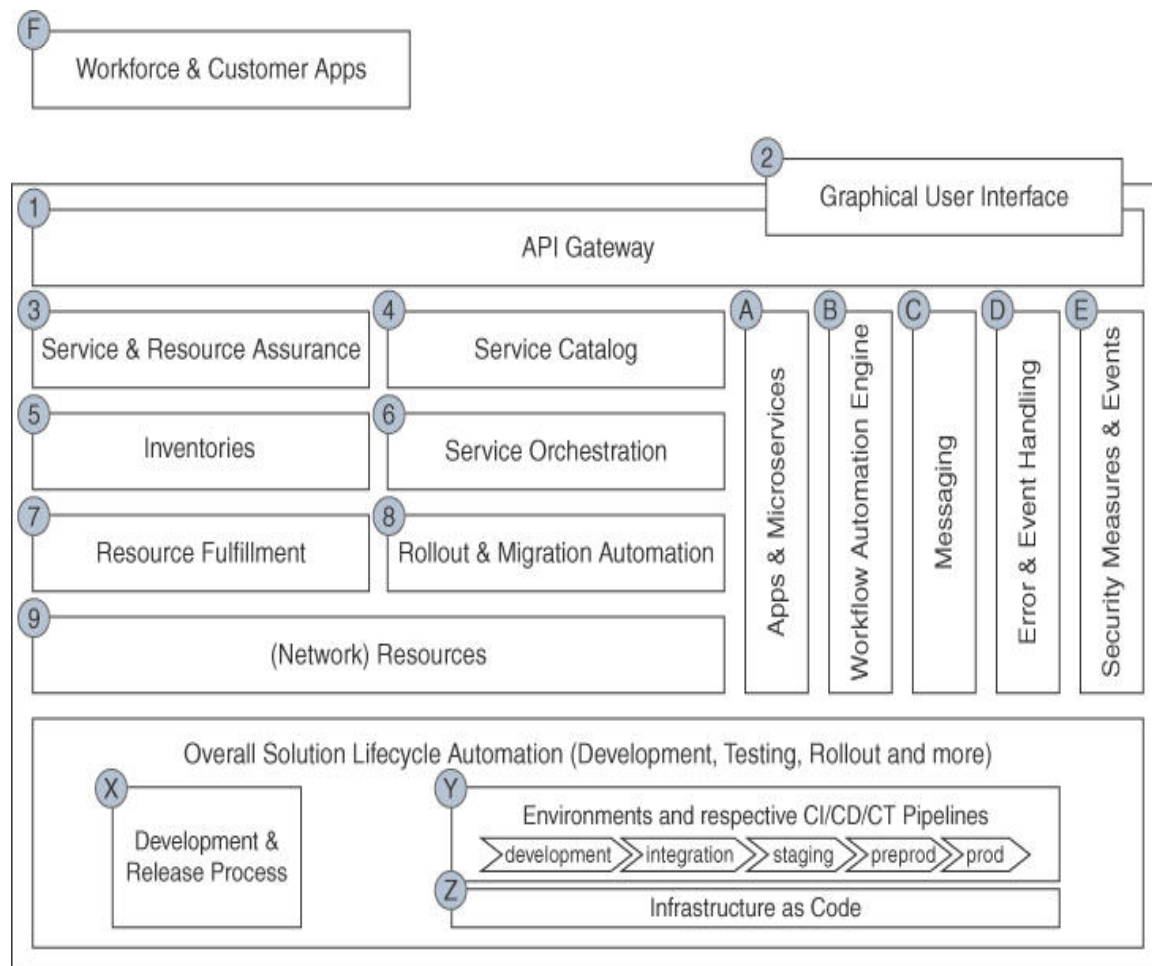 F
Workforce & Customer Apps
2
Graphical User Interface
1
API Gateway
3
Service & Resource Assurance
4
Service Catalog
5
Inventories
6
Service Orchestration
7
Resource Fulfillment
8
Rollout & Migration Automation
9
(Network) Resources
A
Apps & Microservices
B
Workflow Automation Engine
C
Messaging
D
Error & Event Handling
E
Security Measures & Events
Overall Solution Lifecycle Automation (Development, Testing, Rollout and more)
X
Development &
Release Process
Y
Environments and respective CI/CD/CT Pipelines
development integration staging preprod prod
Z
Infrastructure as Code